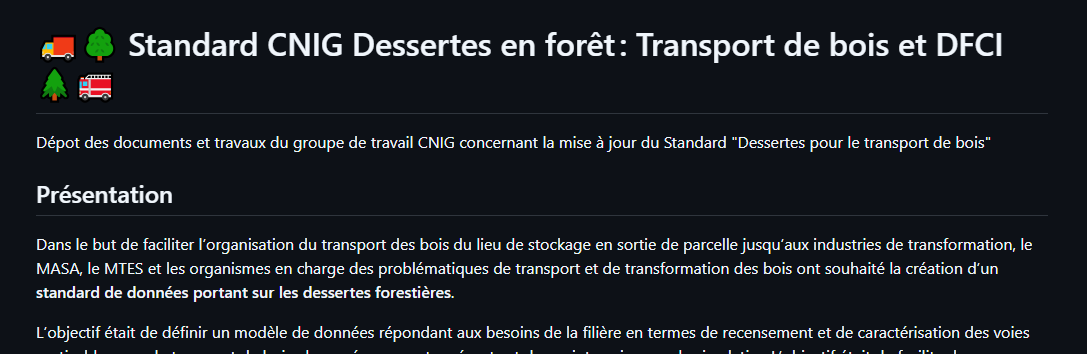 Standard CNIG Dessertes en forêt : Transport de bois et DFCI
Dépot des documents et travaux du groupe de travail CNIG concernant la mise à jour du Standard "Dessertes pour le transport de bois"
Présentation
Dans le but de faciliter l’organisation du transport des bois du lieu de stockage en sortie de parcelle jusqu’aux industries de transformation, le
MASA, le MTES et les organismes en charge des problématiques de transport et de transformation des bois ont souhaité la création d’un
standard de données portant sur les dessertes forestières.
L’objectif était de définir un modèle de données répondant aux besoins de la filière en termes de recensement et de caractérisation des voies